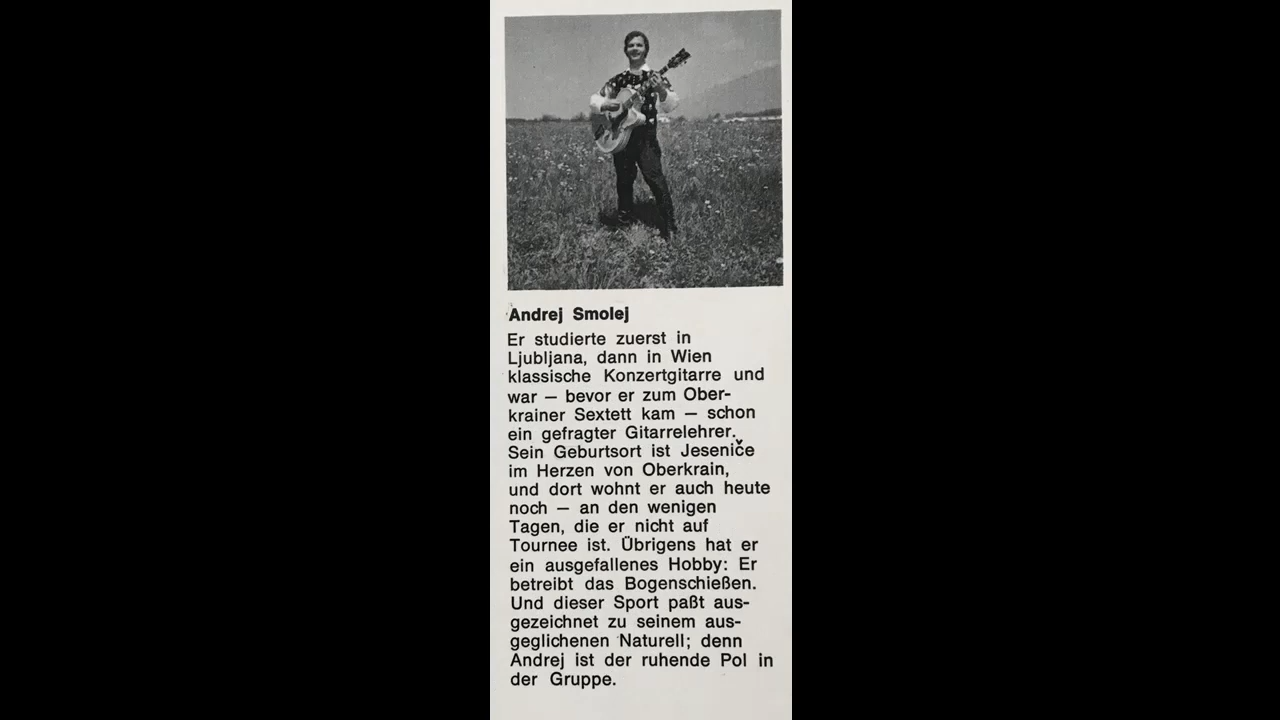 Andrej Smolej
Er studierte zuerst in
Ljubljana, dann in Wien
klassische Konzertgitarre und
war — bevor er zum Ober-
krainer Sextett kam — schon
ein gefragter Gitarrelehrer.
Sein Geburtsort ist Jeseniče
im Herzen von Oberkrain,
und dort wohnt er auch heute
noch — an den wenigen
Tagen, die er nicht auf
Tournee ist. Übrigens hat er
ein ausgefallenes Hobby: Er
betreibt das Bogenschießen.
Und dieser Sport paßt aus-
gezeichnet zu seinem aus-
geglichenen Naturell; denn
Andrej ist der ruhende Pol in
der Gruppe.